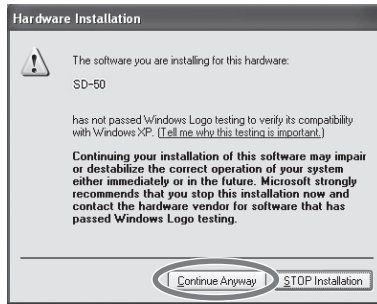 Hardware Installation
The software you are installing for this hardware:
SD-50
has not passed Windows Logo testing to verify its compatibility
with Windows XP. (Tell me why this testing is important.)
Continuing your installation of this software may impair
or destabilize the correct operation of your system
either immediately or in the future. Microsoft strongly
recommends that you stop this installation now and
contact the hardware vendor for software that has
passed Windows Logo testing.
Continue Anyway
STOP Installation